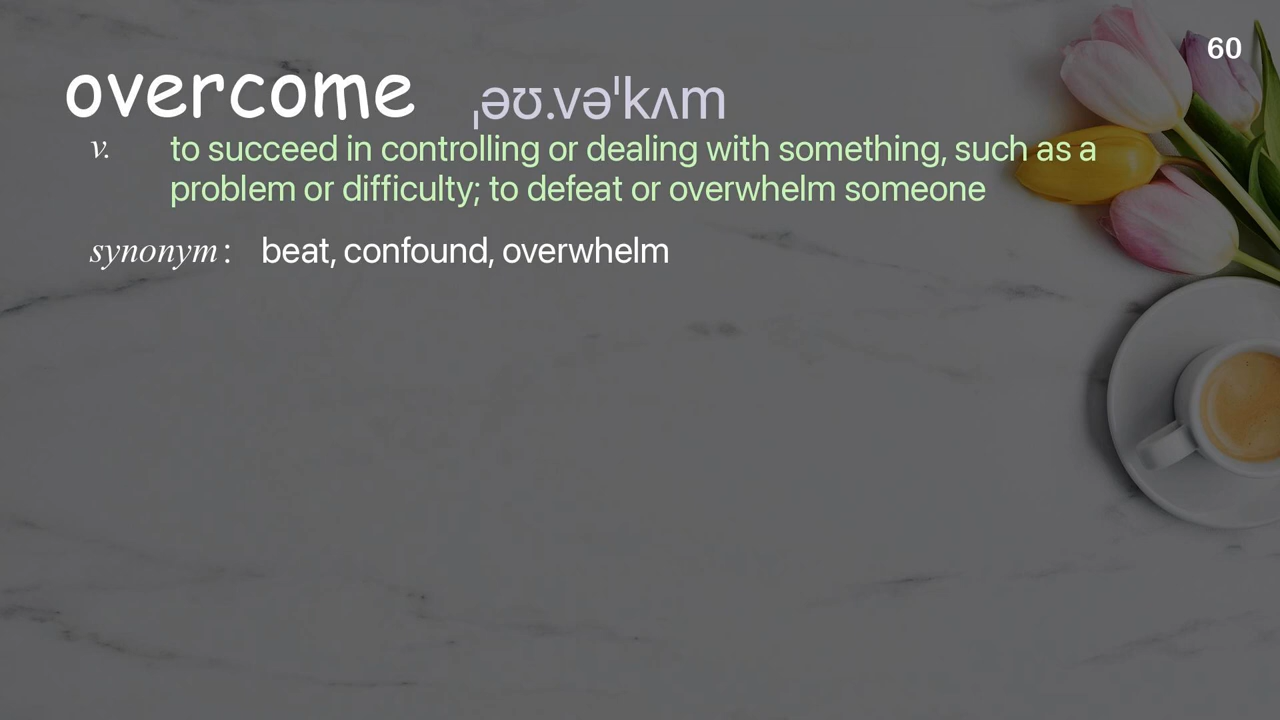 60
overcome ˌəʊ.vəˈkʌm
v. to succeed in controlling or dealing with something, such as a
problem or difficulty; to defeat or overwhelm someone
synonym : beat, confound, overwhelm